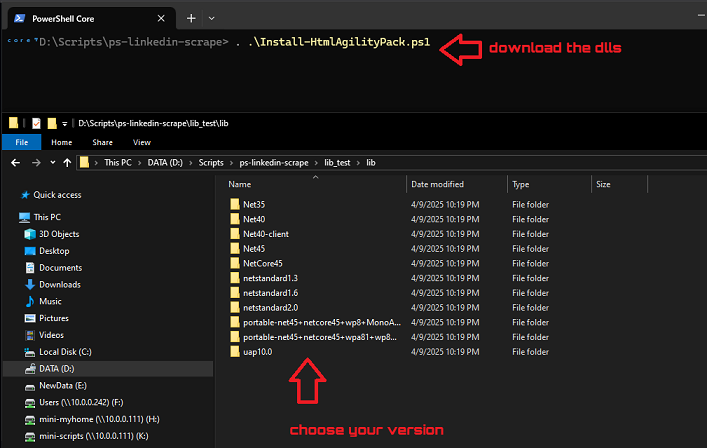 PowerShell Core
core
"D:\Scripts\ps-linkedin-scrape> . .\Install-HtmlAgilityPack.ps1
download the dlls
D:\Scripts\ps-linkedin-scrape\lib_test\lib
File Home Share View
This PC > DATA (D:) > Scripts > ps-linkedin-scrape > lib_test > lib
Name Date modified Type Size
Quick access
This PC
3D Objects
Desktop
Documents
Downloads
Music
Pictures
Videos
Local Disk (C:)
DATA (D:)
NewData (E:)
Users (\\10.0.0.242) (F:)
mini-myhome (\\10.0.0.111) (H:)
mini-scripts (\\10.0.0.111) (K:)
Net35 4/9/2025 10:19 PM File folder
Net40 4/9/2025 10:19 PM File folder
Net40-client 4/9/2025 10:19 PM File folder
Net45 4/9/2025 10:19 PM File folder
NetCore45 4/9/2025 10:19 PM File folder
netstandard1.3 4/9/2025 10:19 PM File folder
netstandard1.6 4/9/2025 10:19 PM File folder
netstandard2.0 4/9/2025 10:19 PM File folder
portable-net45+netcore45+wp8+MonoA... 4/9/2025 10:19 PM File folder
portable-net45+netcore45+wpa81+wp8... 4/9/2025 10:19 PM File folder
uap10.0 4/9/2025 10:19 PM File folder
choose your version